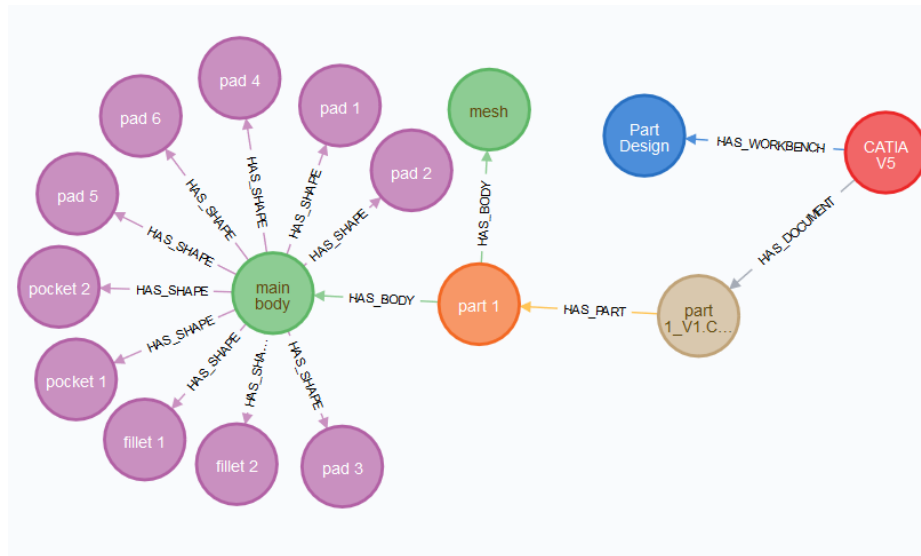 pad 4
pad 1
pad 6
mesh
Part
Design
HAS_WORKBENCH
CATIA
V5
pad 2
HAS_SHAPE
HAS_SHAPE
HAS_SHAPE
HAS_SHAPE
pad 5
HAS_SHAPE
HAS_BODY
HAS_DOCUMENT
pocket 2
HAS_SHAPE
main
body
HAS_BODY
part 1
HAS_PART
part
1_V1.C...
pocket 1
HAS_SHAPE
HAS_SHAPE
HAS_SHA...
HAS_SHAPE
fillet 1
fillet 2
pad 3